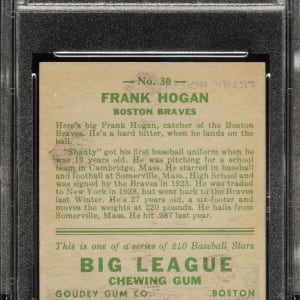 No. 30
FRANK HOGAN
BOSTON BRAVES
Here's big Frank Hogan, catcher of the Boston
Braves. He's a hard hitter, when he lands on the
ball.
"Shanty" got his first baseball uniform when he
was 10 years old. He was pitching for a school
team in Cambridge, Mass. He starred in baseball
and football at Somerville, Mass., High School and
was signed by the Braves in 1925. He was traded
to New York in 1928, but went back to the Braves
last year. He's 27 years old, a six-footer and
moves the weights at 220 pounds. He hails from
Somerville, Mass. He hit .287 last year.
This is one of a series of 240 Baseball Stars
BIG LEAGUE
CHEWING GUM
GOUDEY GUM CO. BOSTON